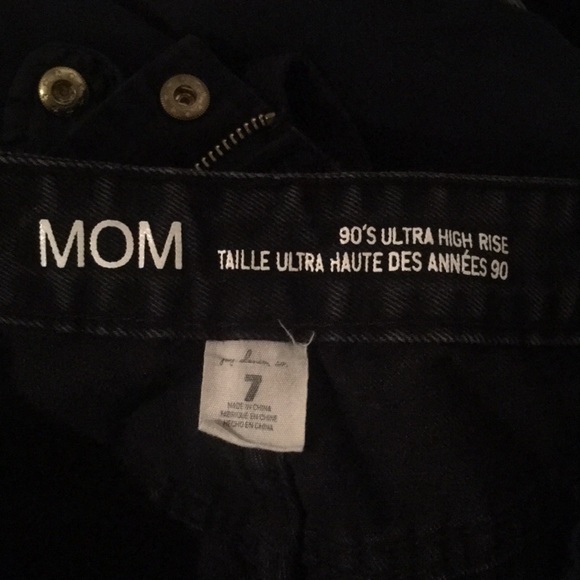 MOM
90'S ULTRA HIGH RISE
TAILLE ULTRA HAUTE DES ANNÉES 90
7
MADE IN CHINA
FABRIQUÉ EN CHINE
HECHO EN CHINA